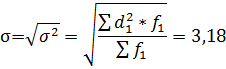 σ=√σ² = √(∑ d₁² * f₁ / ∑ f₁) = 3,18